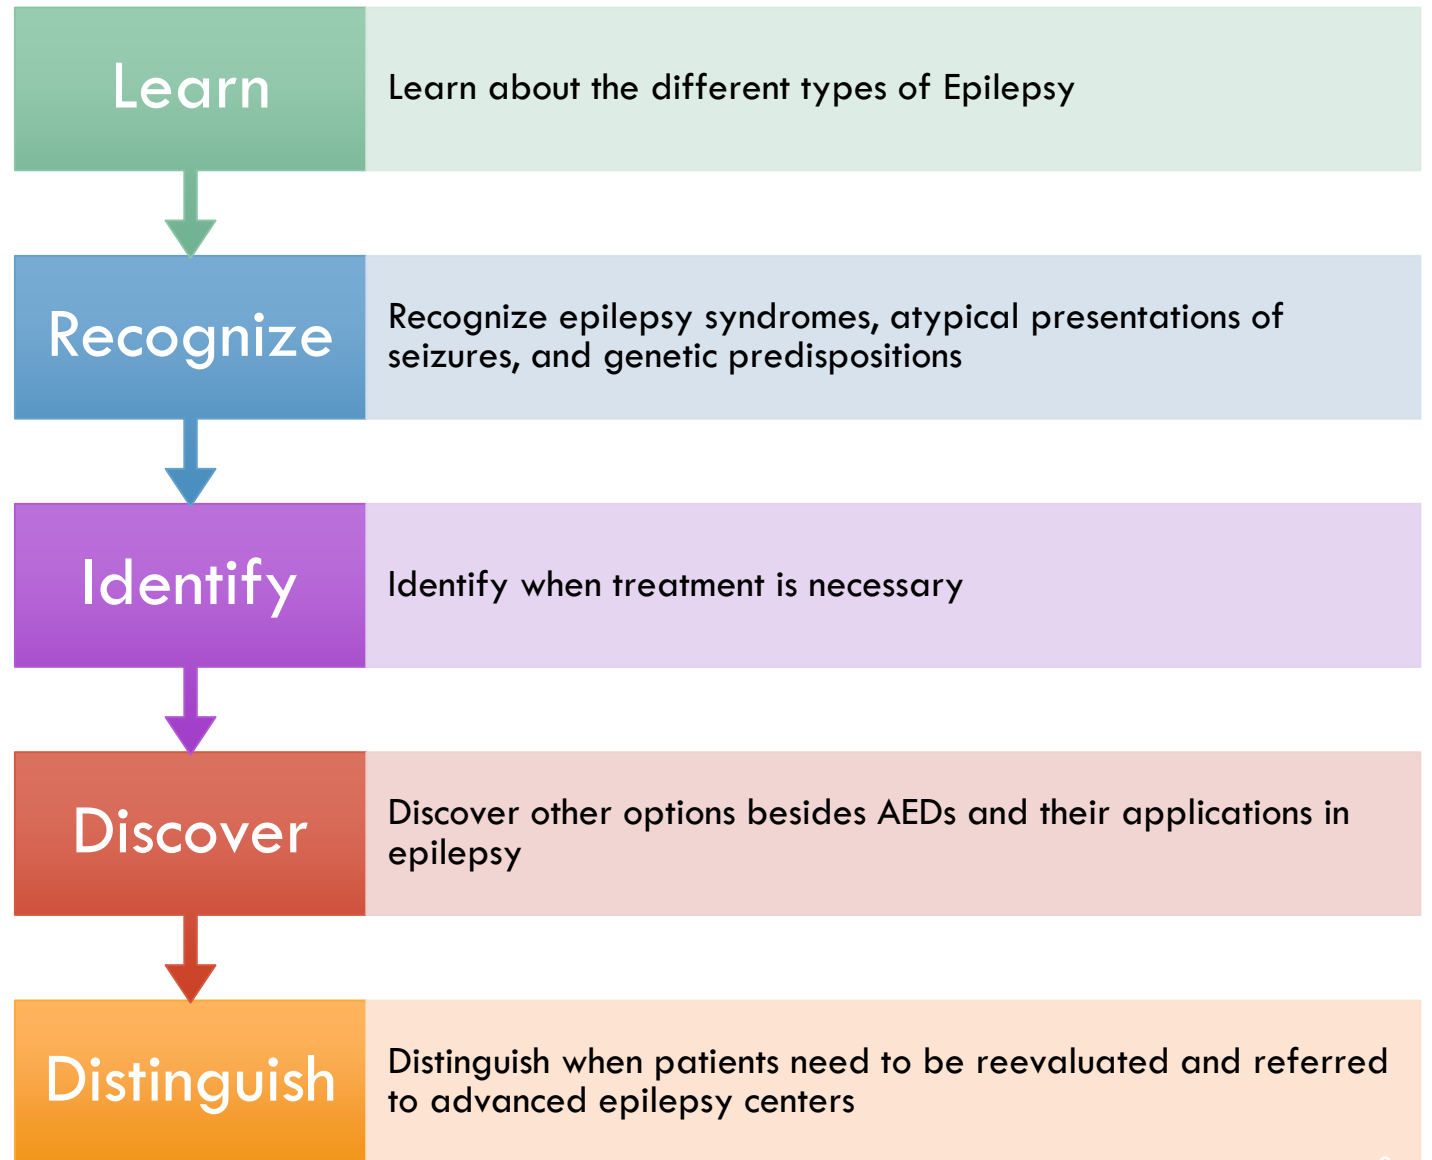 Learn
Learn about the different types of Epilepsy
Recognize
Recognize epilepsy syndromes, atypical presentations of
seizures, and genetic predispositions
Identify
Identify when treatment is necessary
Discover
Discover other options besides AEDs and their applications in
epilepsy
Distinguish
Distinguish when patients need to be reevaluated and referred
to advanced epilepsy centers